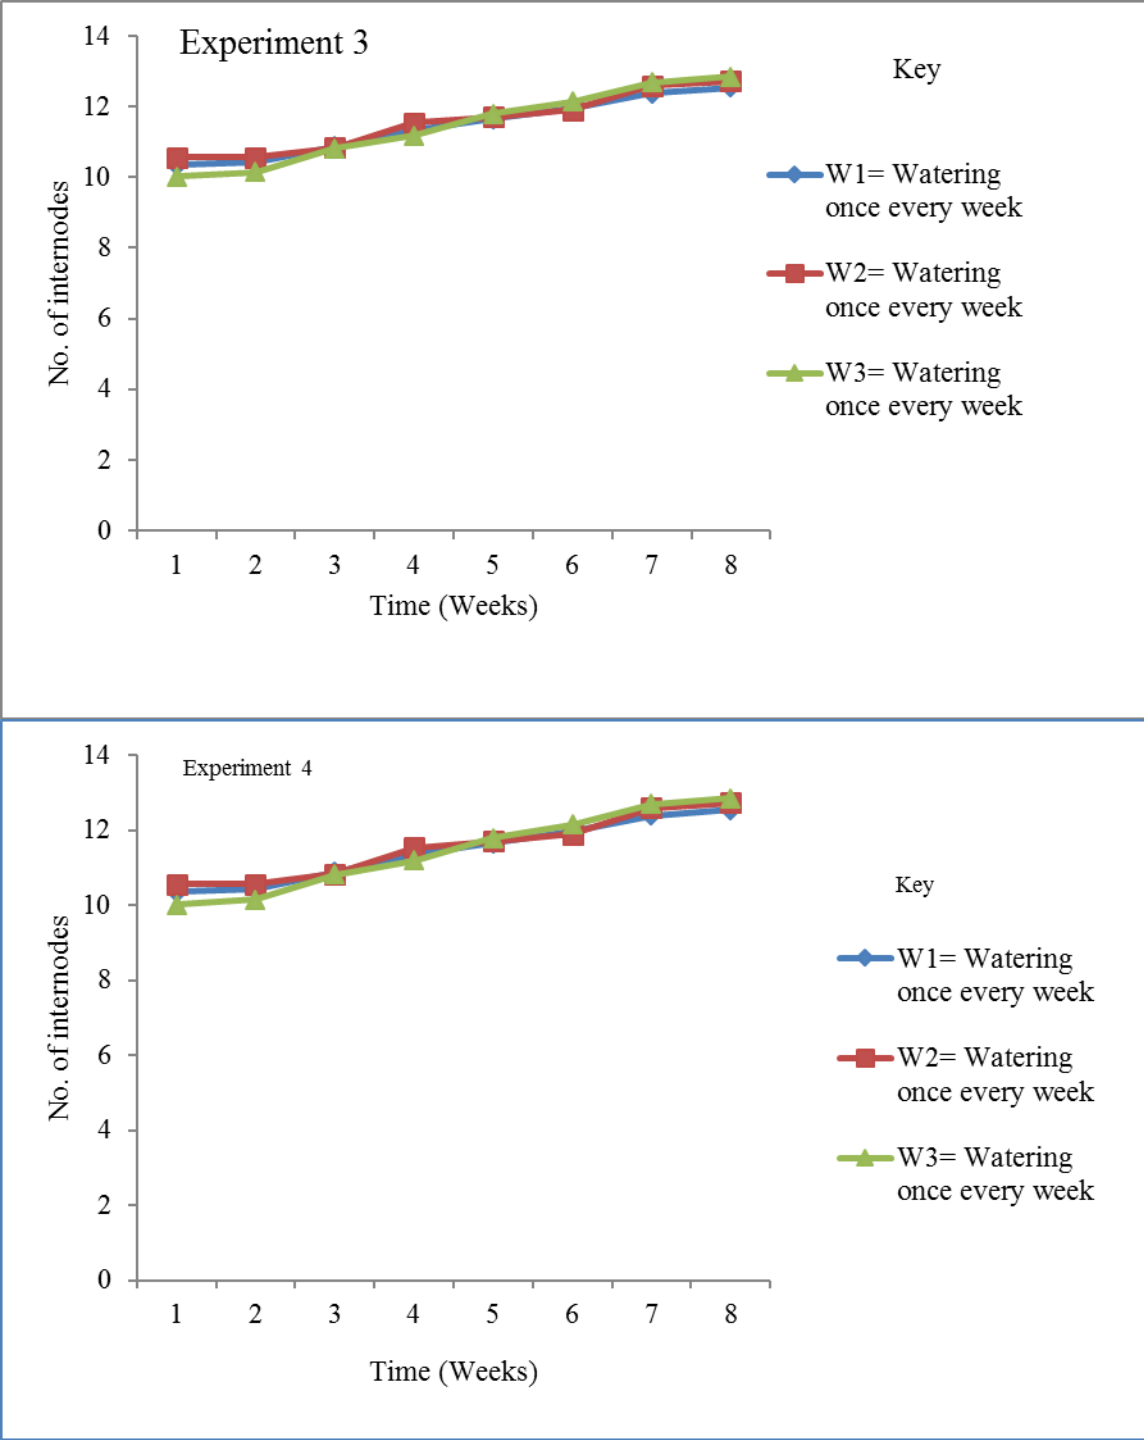 Experiment 3
Key
14
12
10
8
6
4
2
0
No. of internodes
1 2 3 4 5 6 7 8
Time (Weeks)
W1= Watering
once every week
W2= Watering
once every week
W3= Watering
once every week
Experiment 4
Key
14
12
10
8
6
4
2
0
No. of internodes
1 2 3 4 5 6 7 8
Time (Weeks)
W1= Watering
once every week
W2= Watering
once every week
W3= Watering
once every week